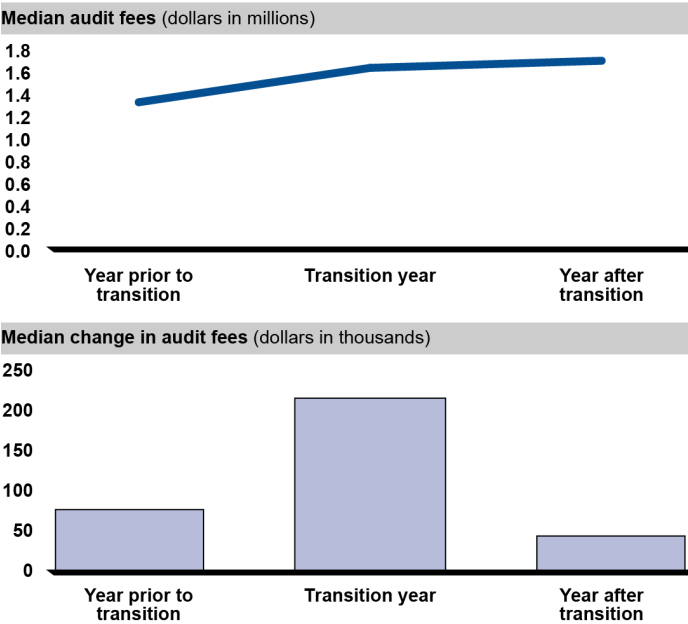 Median audit fees (dollars in millions)
1.8
1.6
1.4
1.2
1.0
0.8
0.6
0.4
0.2
0.0
Year prior to
transition
Transition year
Year after
transition
Median change in audit fees (dollars in thousands)
250
200
150
100
50
0
Year prior to
transition
Transition year
Year after
transition